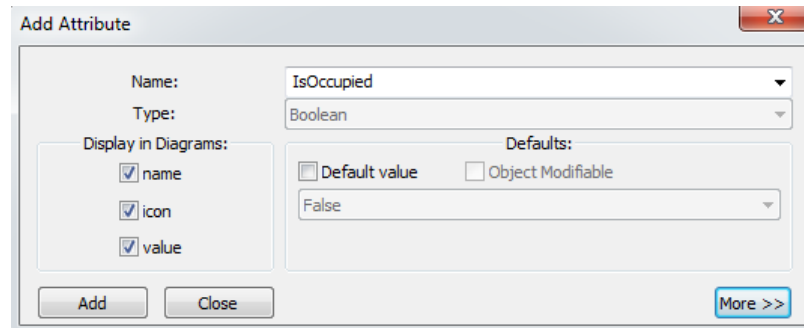 Add Attribute
Name: IsOccupied
Type: Boolean
Display in Diagrams:
name
icon
value
Defaults:
Default value Object Modifiable
False
Add Close More >>